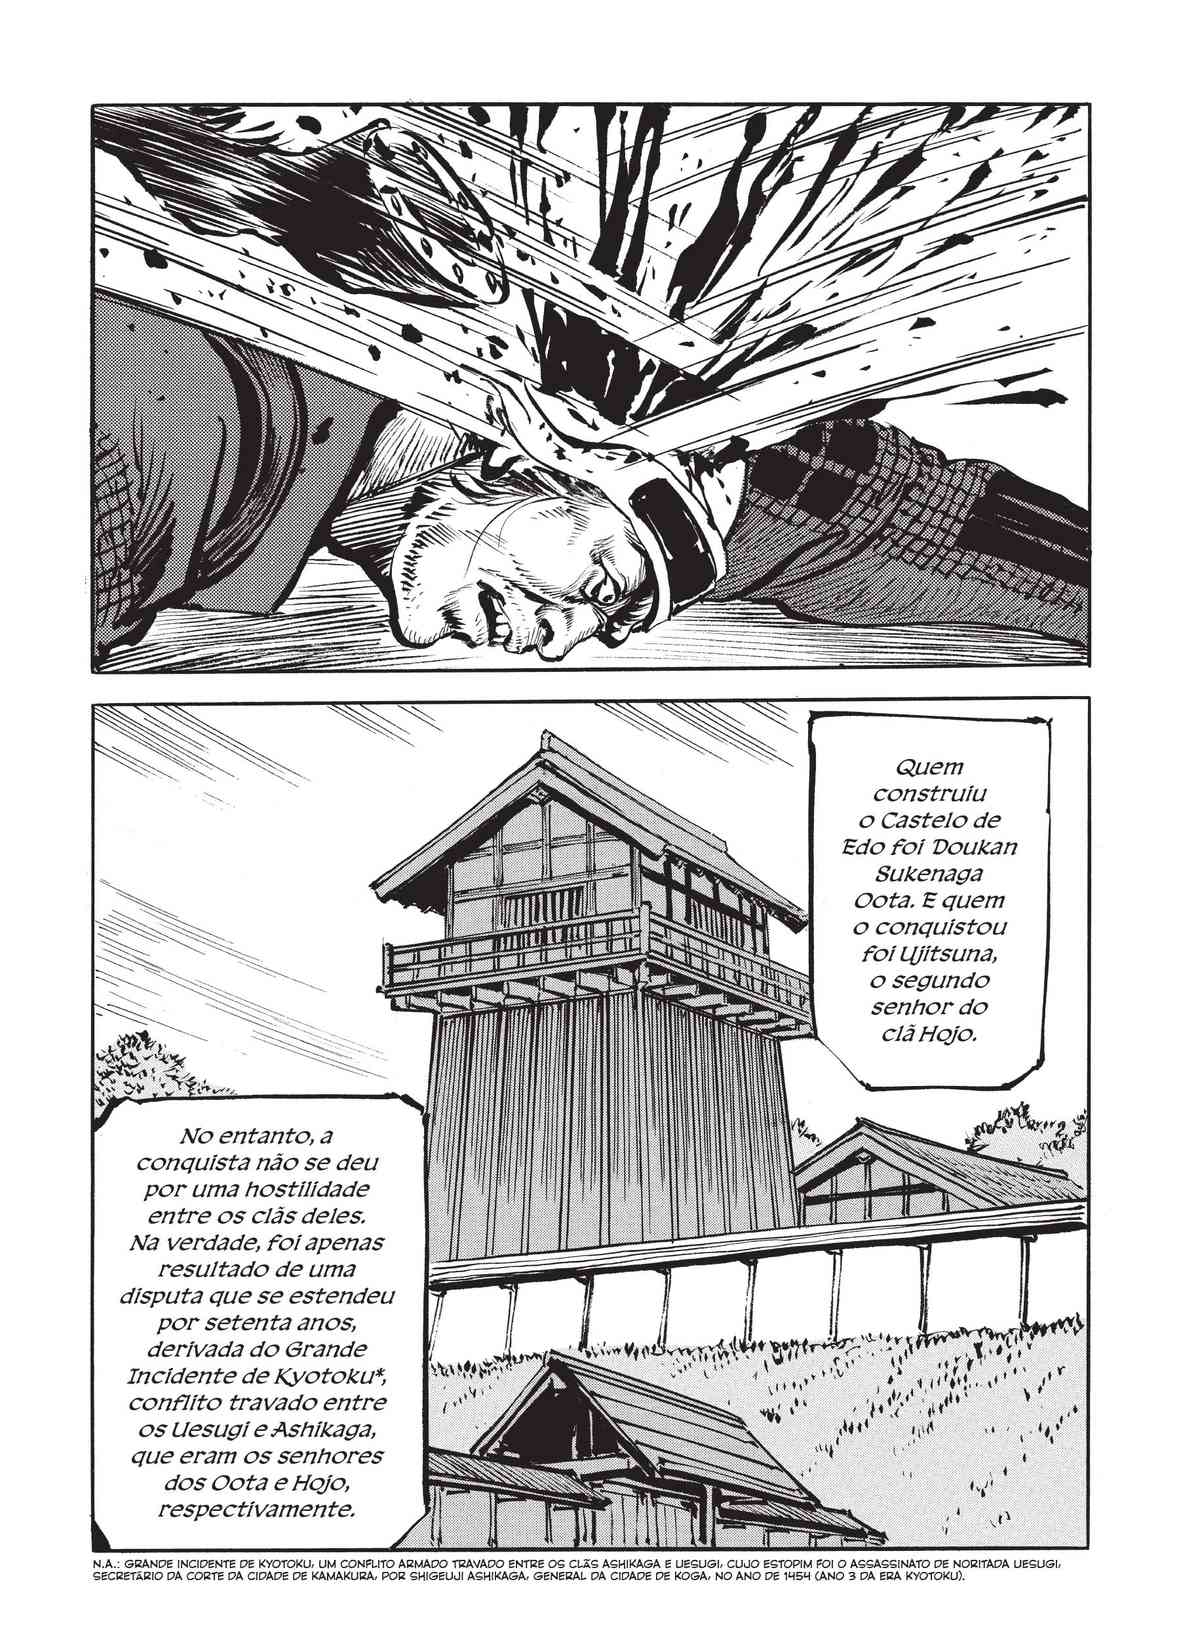 Quem
construiu
o Castelo de
Edo foi Doukan
Sukenaga
Oota. E quem
o conquistou
foi Ujitsuna,
o segundo
senhor do
clã Hojo.
No entanto, a
conquista não se deu
por uma hostilidade
entre os clãs deles.
Na verdade, foi apenas
resultado de uma
disputa que se estendeu
por setenta anos,
derivada do Grande
Incidente de Kyotoku*,
conflito travado entre
os Uesugi e Ashikaga,
que eram os senhores
dos Oota e Hojo,
respectivamente.
N.A.: GRANDE INCIDENTE DE KYOTOKU, UM CONFLITO ARMADO TRAVADO ENTRE OS CLÃS ASHIKAGA E UESUGI, CUJO ESTOPIM FOI O ASSASSINATO DE NORITADA UESUGI,
SECRETÁRIO DA CORTE DA CIDADE DE KAMAKURA, POR SHIGEUJI ASHIKAGA, GENERAL DA CIDADE DE KOGA, NO ANO DE 1454 (ANO 3 DA ERA KYOTOKU).